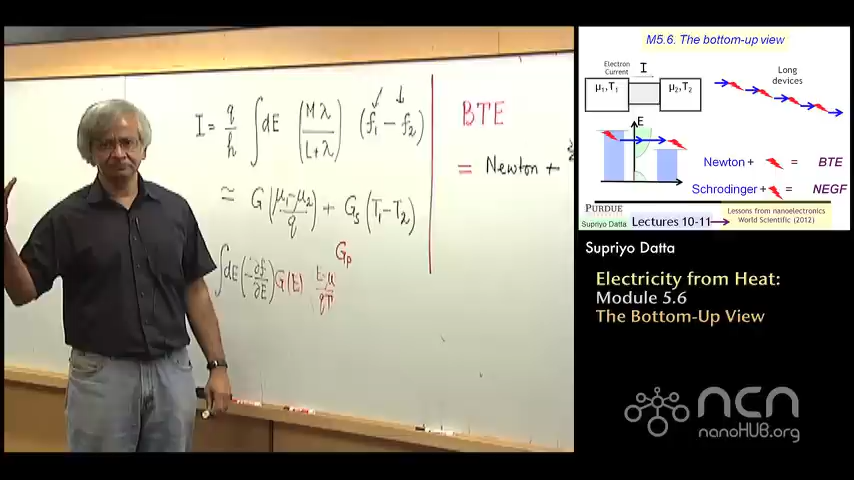 I = q/h ∫dE (Mλ/L+λ) (f₁ − f₂)
≃ G (μ₁−μ₂)/q + Gₛ (T₁−T₂)
Gₚ
∫dE (−∂f/∂E) G(E) E-μ/qT
BTE
= Newton +
M5.6. The bottom-up view
Electron
Current
I
μ₁,T₁
μ₂,T₂
Long
devices
E
Newton + = BTE
Schrodinger + = NEGF
PURDUE
Supriyo Datta
Lectures 10-11
Lessons from nanoelectronics
World Scientific (2012)
Supriyo Datta
Electricity from Heat:
Module 5.6
The Bottom-Up View
ncn
nanoHUB.org